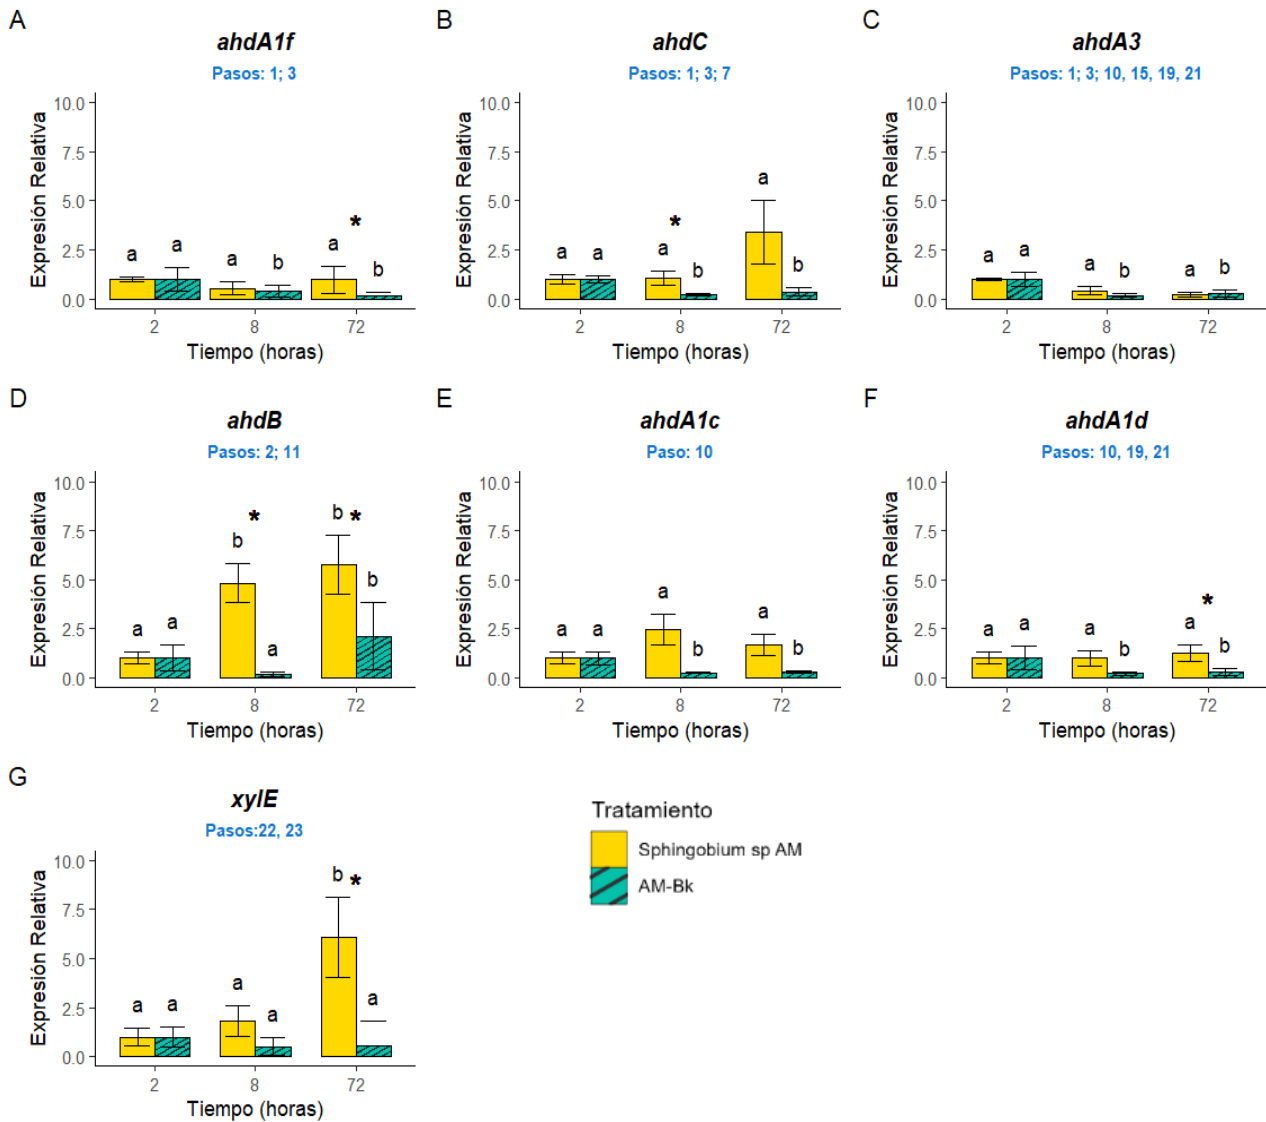 A
ahdA1f
Pasos: 1; 3
Expresión Relativa
10.0
7.5
5.0
2.5
0.0
a
a
a
b
a
*
b
2
8
72
Tiempo (horas)
B
ahdC
Pasos: 1; 3; 7
Expresión Relativa
10.0
7.5
5.0
2.5
0.0
a
a
a
*
b
a
b
2
8
72
Tiempo (horas)
C
ahdA3
Pasos: 1; 3; 10, 15, 19, 21
Expresión Relativa
10.0
7.5
5.0
2.5
0.0
a
a
a
b
a
b
2
8
72
Tiempo (horas)
D
ahdB
Pasos: 2; 11
Expresión Relativa
10.0
7.5
5.0
2.5
0.0
a
a
b
*
a
b
*
b
2
8
72
Tiempo (horas)
E
ahdA1c
Paso: 10
Expresión Relativa
10.0
7.5
5.0
2.5
0.0
a
a
a
b
a
b
2
8
72
Tiempo (horas)
F
ahdA1d
Pasos: 10, 19, 21
Expresión Relativa
10.0
7.5
5.0
2.5
0.0
a
a
a
b
a
*
b
2
8
72
Tiempo (horas)
G
xylE
Pasos:22, 23
Expresión Relativa
10.0
7.5
5.0
2.5
0.0
a
a
a
a
b
*
a
2
8
72
Tiempo (horas)
Tratamiento
Sphingobium sp AM
AM-Bk